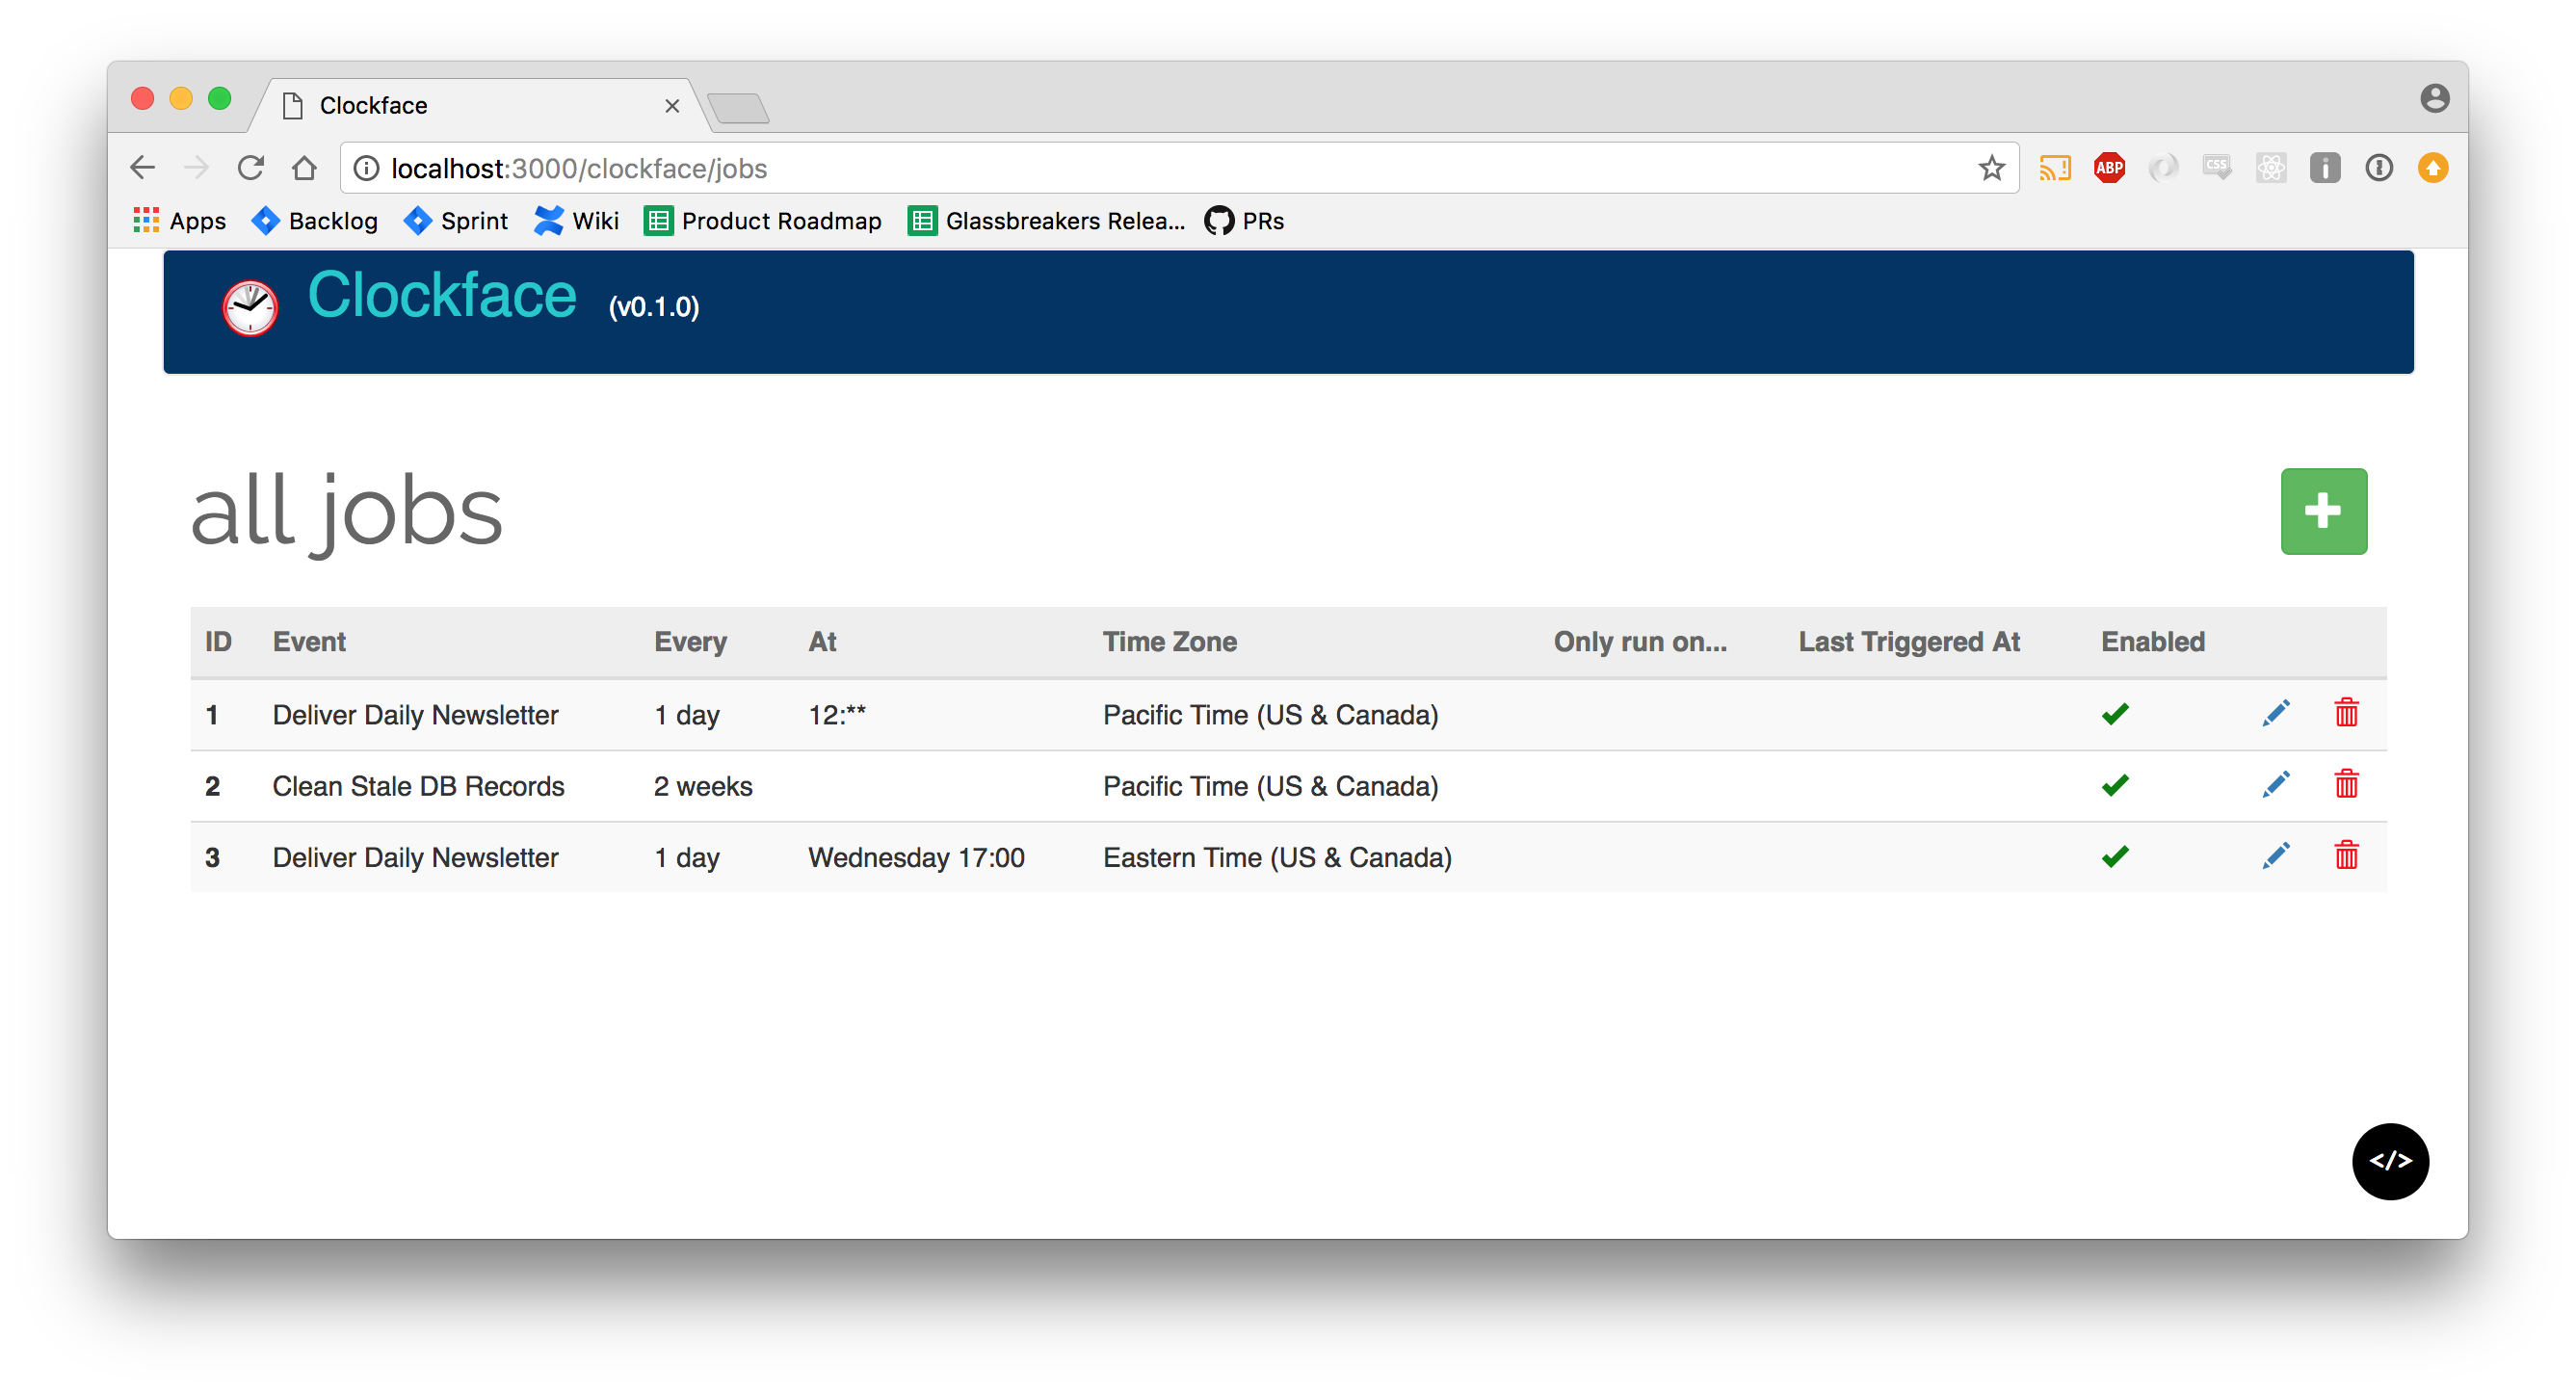 Clockface
localhost:3000/clockface/jobs
ABP
CSS
Apps Backlog Sprint Wiki Product Roadmap Glassbreakers Relea... PRs
Clockface (v0.1.0)
all jobs
ID Event Every At Time Zone Only run on... Last Triggered At Enabled
1 Deliver Daily Newsletter 1 day 12:** Pacific Time (US & Canada)
2 Clean Stale DB Records 2 weeks Pacific Time (US & Canada)
3 Deliver Daily Newsletter 1 day Wednesday 17:00 Eastern Time (US & Canada)
</>